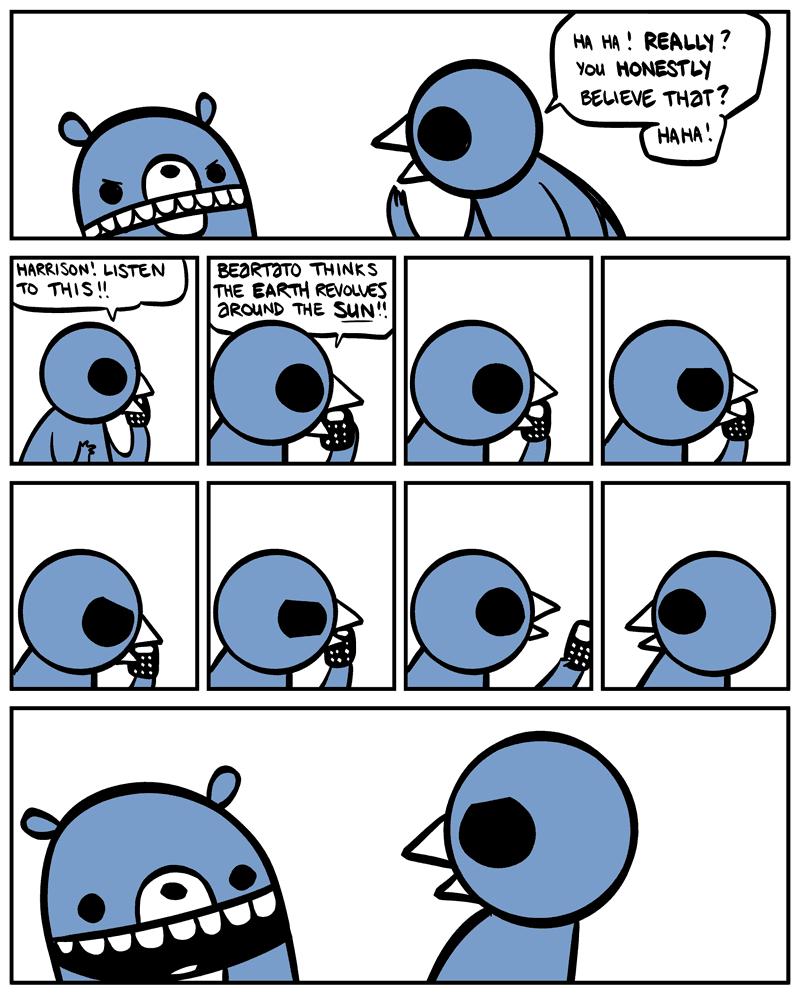 HA HA! REALLY?
YOU HONESTLY
BELIEVE THAT?
HAHA!
HARRISON! LISTEN
TO THIS!!
BEARTATO THINKS
THE EARTH REVOLVES
AROUND THE SUN!!